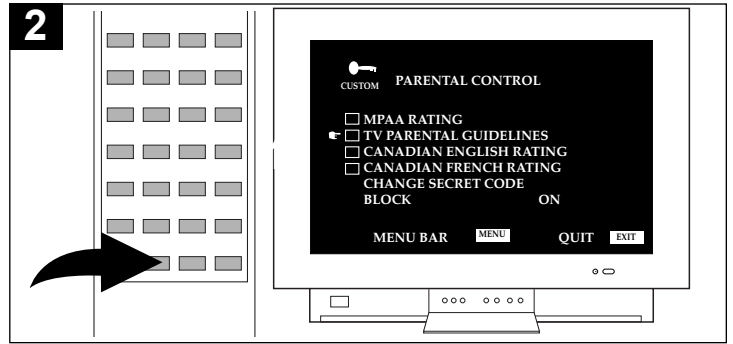 2
CUSTOM PARENTAL CONTROL
MPAA RATING
TV PARENTAL GUIDELINES
CANADIAN ENGLISH RATING
CANADIAN FRENCH RATING
CHANGE SECRET CODE
BLOCK ON
MENU BAR MENU QUIT EXIT